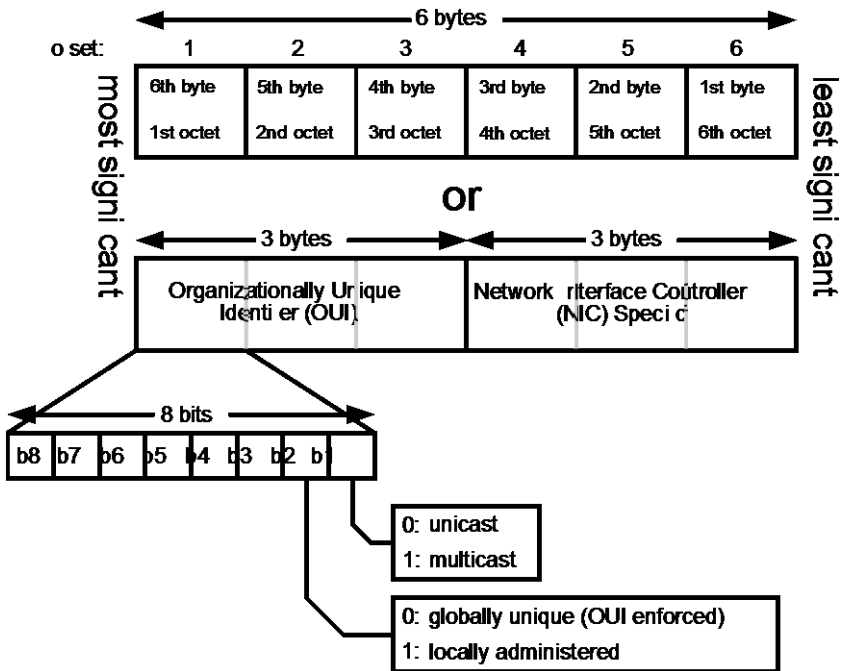 6 bytes
o set: 1 2 3 4 5 6
most signi cant
6th byte 5th byte 4th byte 3rd byte 2nd byte 1st byte
1st octet 2nd octet 3rd octet 4th octet 5th octet 6th octet
least signi cant
or
3 bytes 3 bytes
Organizationally Unique
Identi er (OUI)
Network nterface Controller
(NIC) Speci c
8 bits
b8 b7 b6 b5 b4 b3 b2 b1
0: unicast
1: multicast
0: globally unique (OUI enforced)
1: locally administered